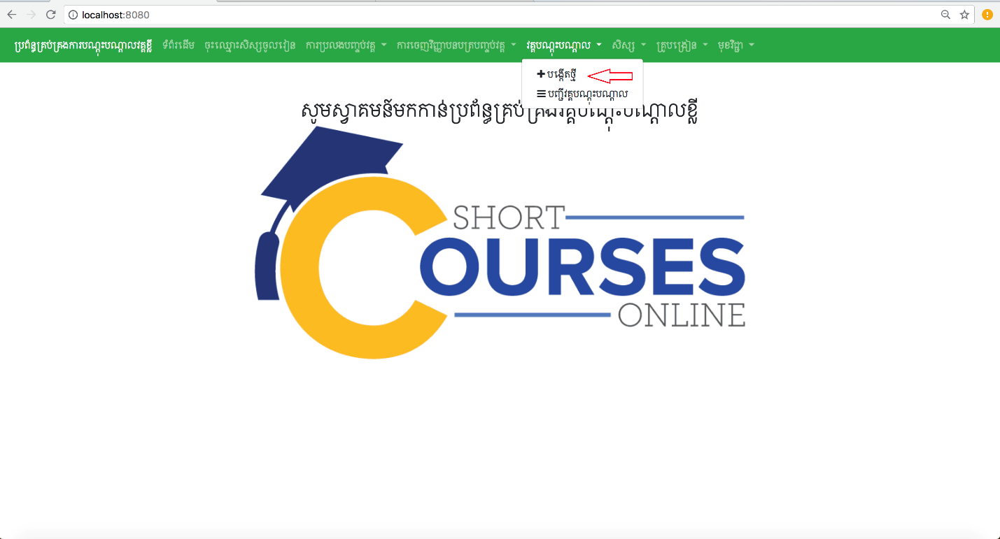 localhost:8080
ប្រព័ន្ធគ្រប់គ្រងការបណ្តុះបណ្តាលវគ្គខ្លី ទំព័រដើម ចុះឈ្មោះសិស្សចូលរៀន ការប្រលងបញ្ចប់វគ្គ ការចេញវិញ្ញាបនបត្របញ្ចប់វគ្គ វគ្គបណ្តុះបណ្តាល សិស្ស គ្រូបង្រៀន មុខវិជ្ជា
បង្កើតថ្មី
បញ្ជីវគ្គបណ្តុះបណ្តាល
សូមស្វាគមន៍មកកាន់ប្រព័ន្ធគ្រប់គ្រងវគ្គបណ្តុះបណ្តាលខ្លី
SHORT
COURSES
ONLINE